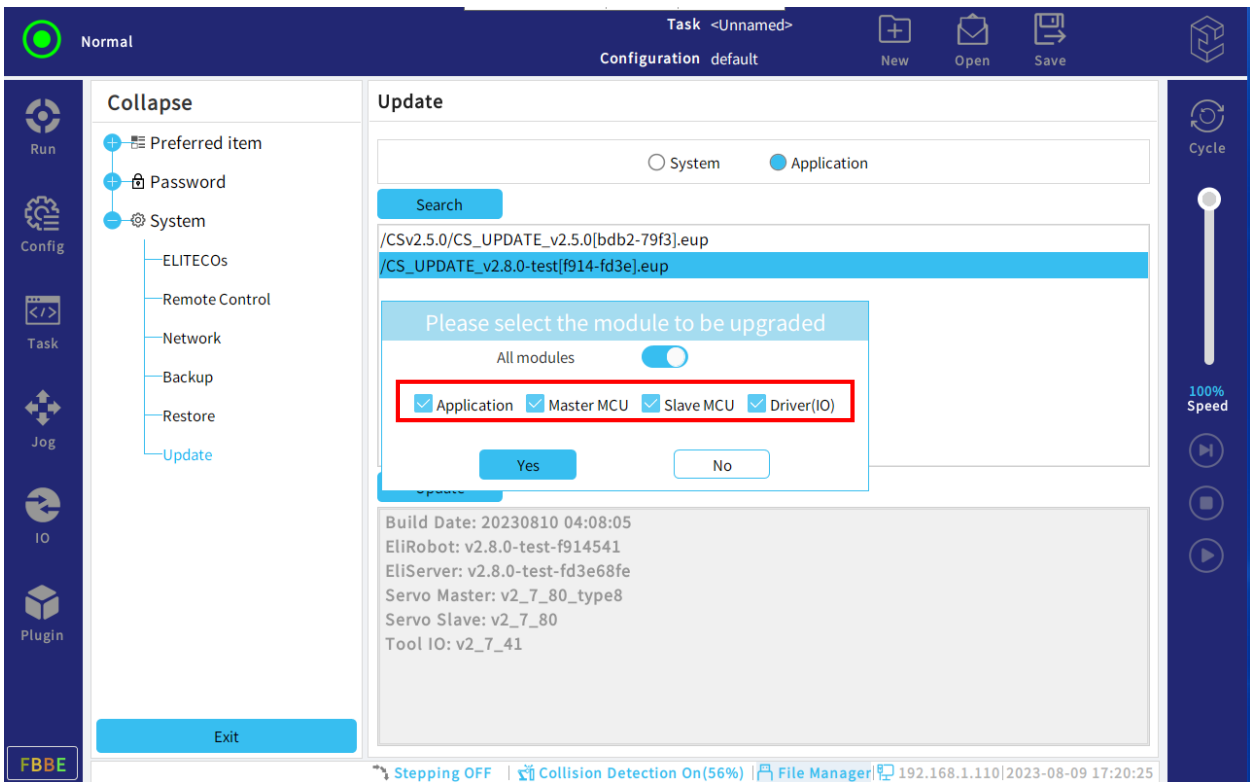 Task <Unnamed>
Normal
Configuration default
New
Open
Save
Run
Config
Task
Jog
IO
Plugin
FBBE
Collapse
Preferred item
Password
System
ELITECOs
Remote Control
Network
Backup
Restore
Update
Exit
Update
System Application
Search
/CSv2.5.0/CS_UPDATE_v2.5.0[bdb2-79f3].eup
/CS_UPDATE_v2.8.0-test[f914-fd3e].eup
Please select the module to be upgraded
All modules
Application Master MCU Slave MCU Driver(IO)
Yes No
Update
Build Date: 20230810 04:08:05
EliRobot: v2.8.0-test-f914541
EliServer: v2.8.0-test-fd3e68fe
Servo Master: v2_7_80_type8
Servo Slave: v2_7_80
Tool IO: v2_7_41
Cycle
100%
Speed
Stepping OFF | Collision Detection On(56%) | File Manager| 192.168.1.110|2023-08-09 17:20:25